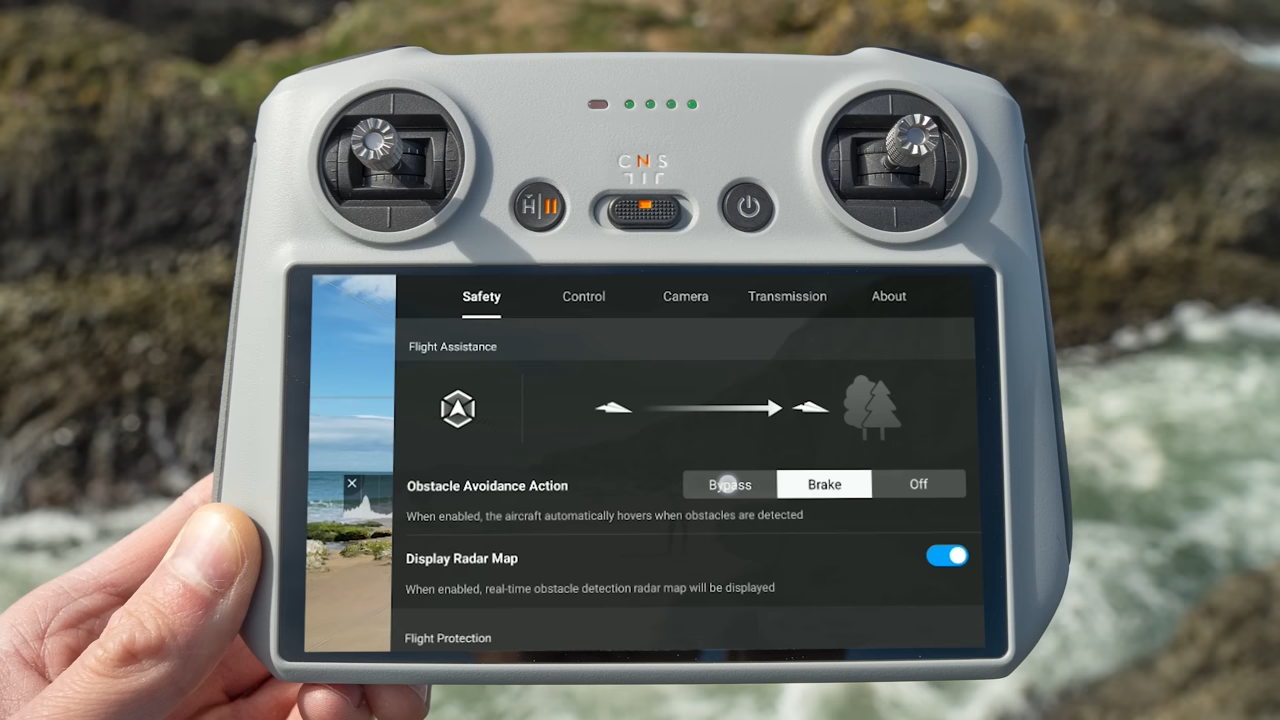 C N S
H
Safety Control Camera Transmission About
Flight Assistance
Obstacle Avoidance Action Bypass Brake Off
When enabled, the aircraft automatically hovers when obstacles are detected
Display Radar Map
When enabled, real-time obstacle detection radar map will be displayed
Flight Protection